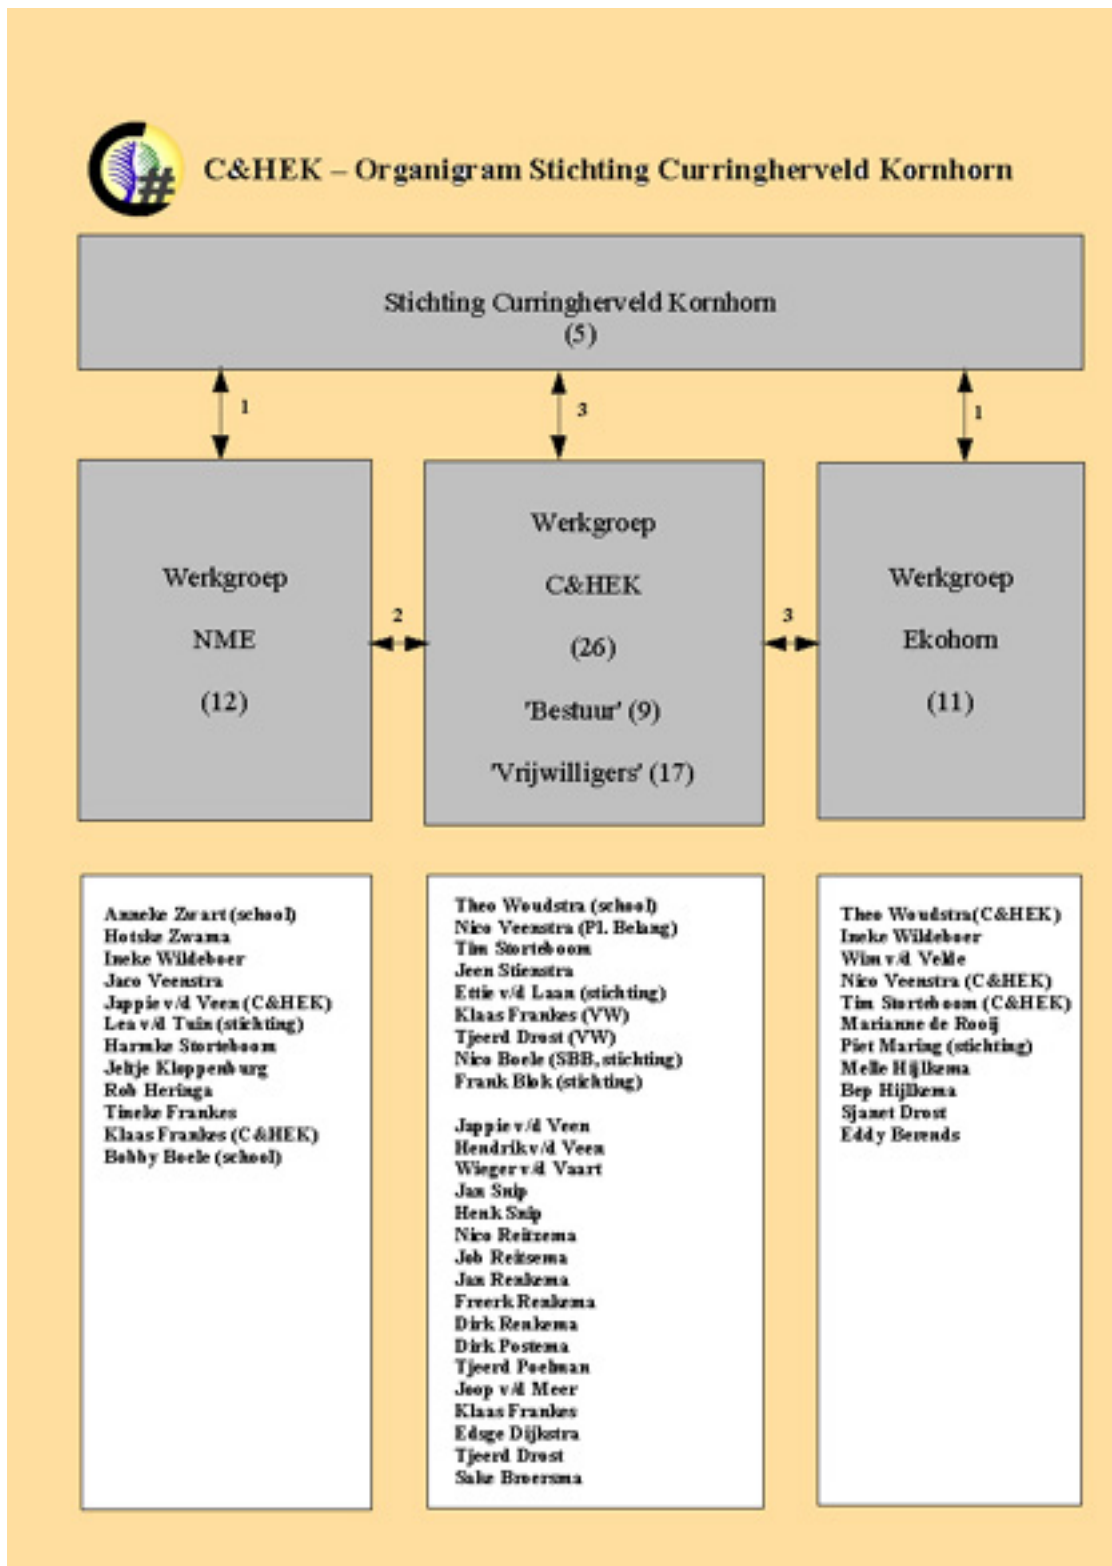 C&HEK – Organigram Stichting Curringherveld Kornhorn
Stichting Curringherveld Kornhorn
(5)
1
3
1
Werkgroep
NME
(12)
2
Werkgroep
C&HEK
(26)
'Bestuur' (9)
'Vrijwilligers' (17)
3
Werkgroep
Ekohorn
(11)
Anneke Zwart (school)
Hotske Zwama
Ineke Wildeboer
Jaco Veenstra
Jappie v/d Veen (C&HEK)
Lea v/d Tuin (stichting)
Harmke Storteboom
Jeltje Kloppenburg
Rob Heringa
Tineke Frankes
Klaas Frankes (C&HEK)
Bobby Boele (school)
Theo Woudstra (school)
Nico Veenstra (Pl. Belang)
Tim Storteboom
Jeen Stienstra
Ettie v/d Laan (stichting)
Klaas Frankes (VW)
Tjeerd Drost (VW)
Nico Boele (SBB, stichting)
Frank Blok (stichting)
Jappie v/d Veen
Hendrik v/d Veen
Wieger v/d Vaart
Jan Snip
Henk Snip
Nico Reitzema
Job Reitsema
Jan Renkema
Freerk Renkema
Dirk Renkema
Dirk Postema
Tjeerd Poelman
Joop v/d Meer
Klaas Frankes
Edsge Dijkstra
Tjeerd Drost
Sake Broersma
Theo Woudstra(C&HEK)
Ineke Wildeboer
Wim v/d Velde
Nico Veenstra (C&HEK)
Tim Storteboom (C&HEK)
Marianne de Rooij
Piet Maring (stichting)
Melle Hijlkema
Bep Hijlkema
Sjanet Drost
Eddy Berends